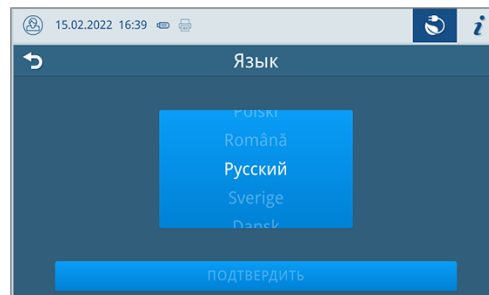 15.02.2022 16:39
i
Язык
Polski
Română
Русский
Sverige
Dansk
ПОДТВЕРДИТЬ